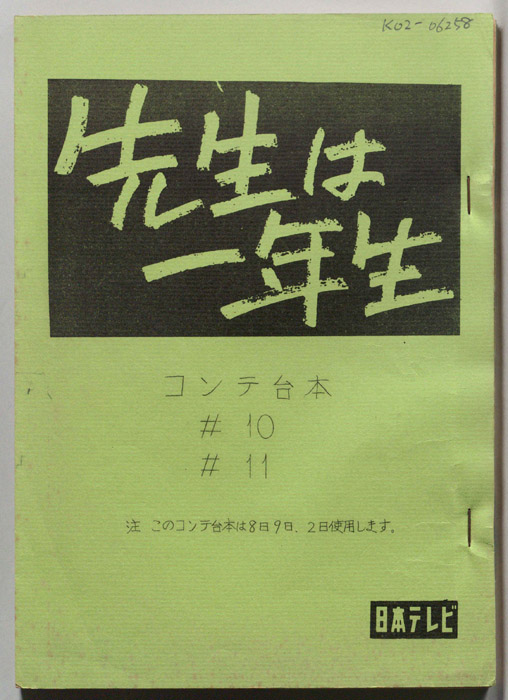 K02-06258
先生は
一年生
コンテ台本
# 10
# 11
注 このコンテ台本は8日9日、2日使用します。
日本テレビ